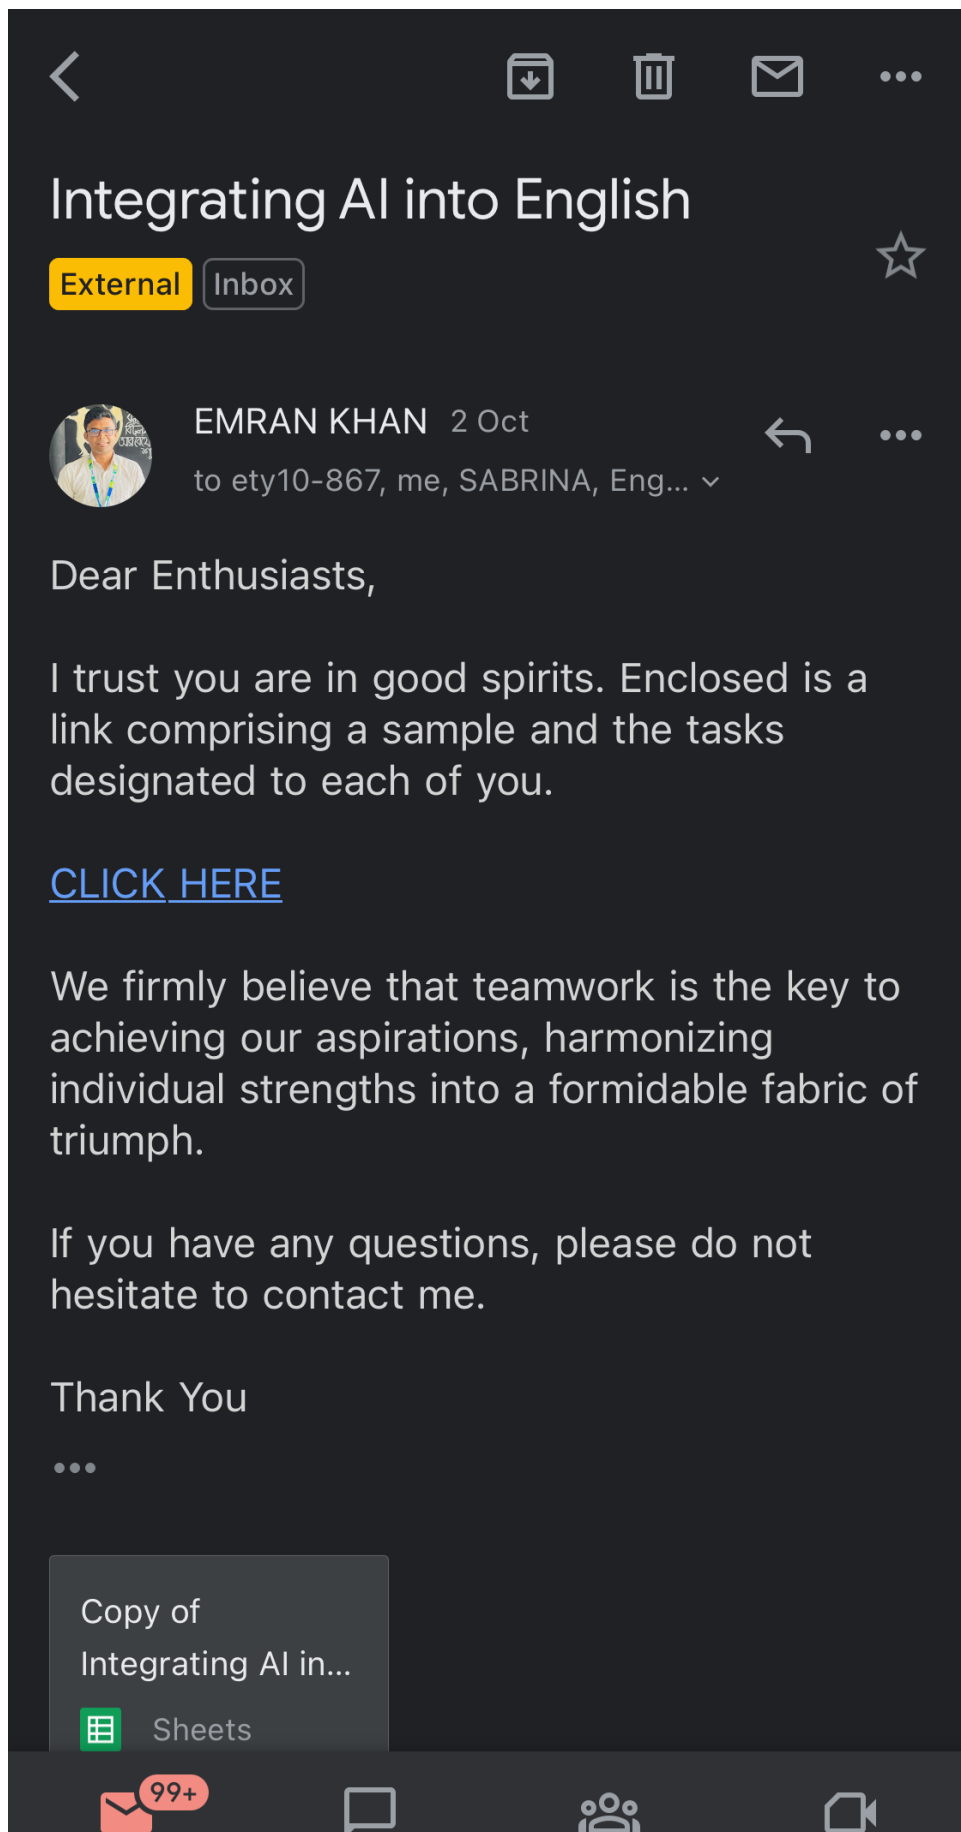 Integrating AI into English
External Inbox
EMRAN KHAN 2 Oct
to ety10-867, me, SABRINA, Eng...
Dear Enthusiasts,
I trust you are in good spirits. Enclosed is a
link comprising a sample and the tasks
designated to each of you.
CLICK HERE
We firmly believe that teamwork is the key to
achieving our aspirations, harmonizing
individual strengths into a formidable fabric of
triumph.
If you have any questions, please do not
hesitate to contact me.
Thank You
Copy of
Integrating AI in...
Sheets
99+